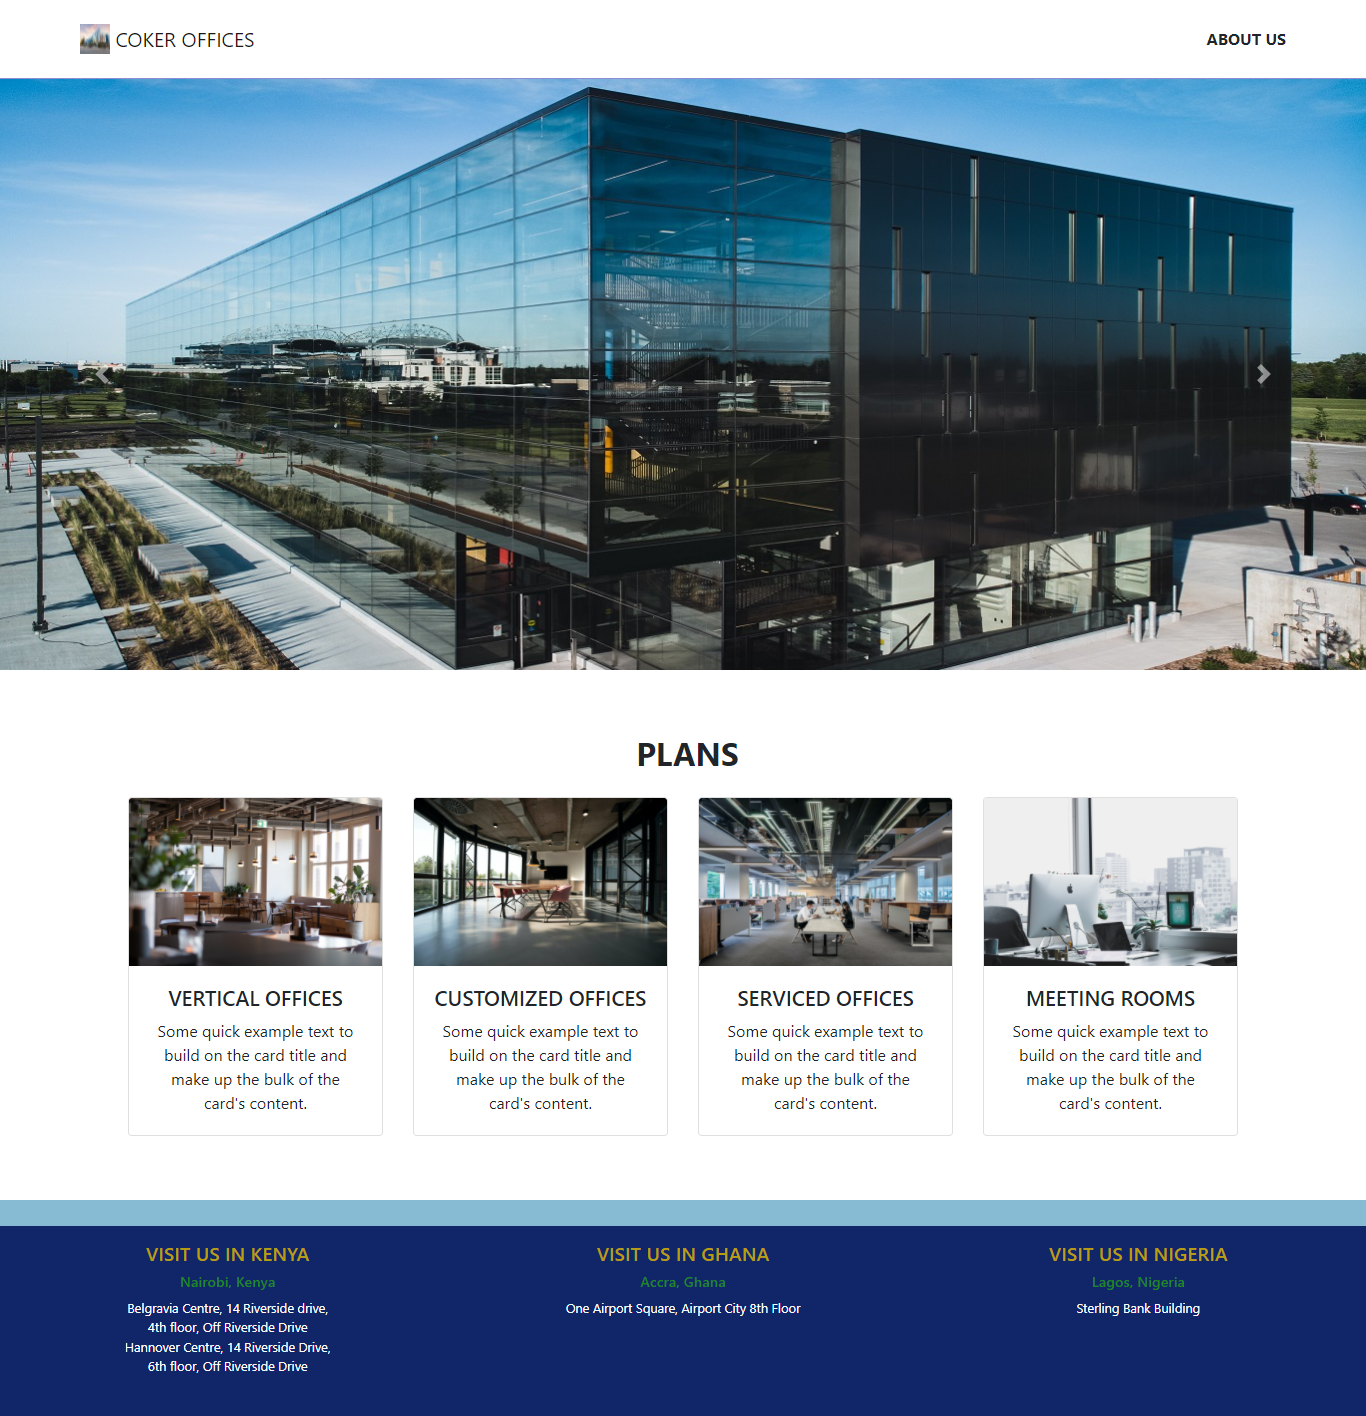 COKER OFFICES
ABOUT US
PLANS
VERTICAL OFFICES
Some quick example text to
build on the card title and
make up the bulk of the
card's content.
CUSTOMIZED OFFICES
Some quick example text to
build on the card title and
make up the bulk of the
card's content.
SERVICED OFFICES
Some quick example text to
build on the card title and
make up the bulk of the
card's content.
MEETING ROOMS
Some quick example text to
build on the card title and
make up the bulk of the
card's content.
VISIT US IN KENYA
Nairobi, Kenya
Belgravia Centre, 14 Riverside drive,
4th floor, Off Riverside Drive
Hannover Centre, 14 Riverside Drive,
6th floor, Off Riverside Drive
VISIT US IN GHANA
Accra, Ghana
One Airport Square, Airport City 8th Floor
VISIT US IN NIGERIA
Lagos, Nigeria
Sterling Bank Building